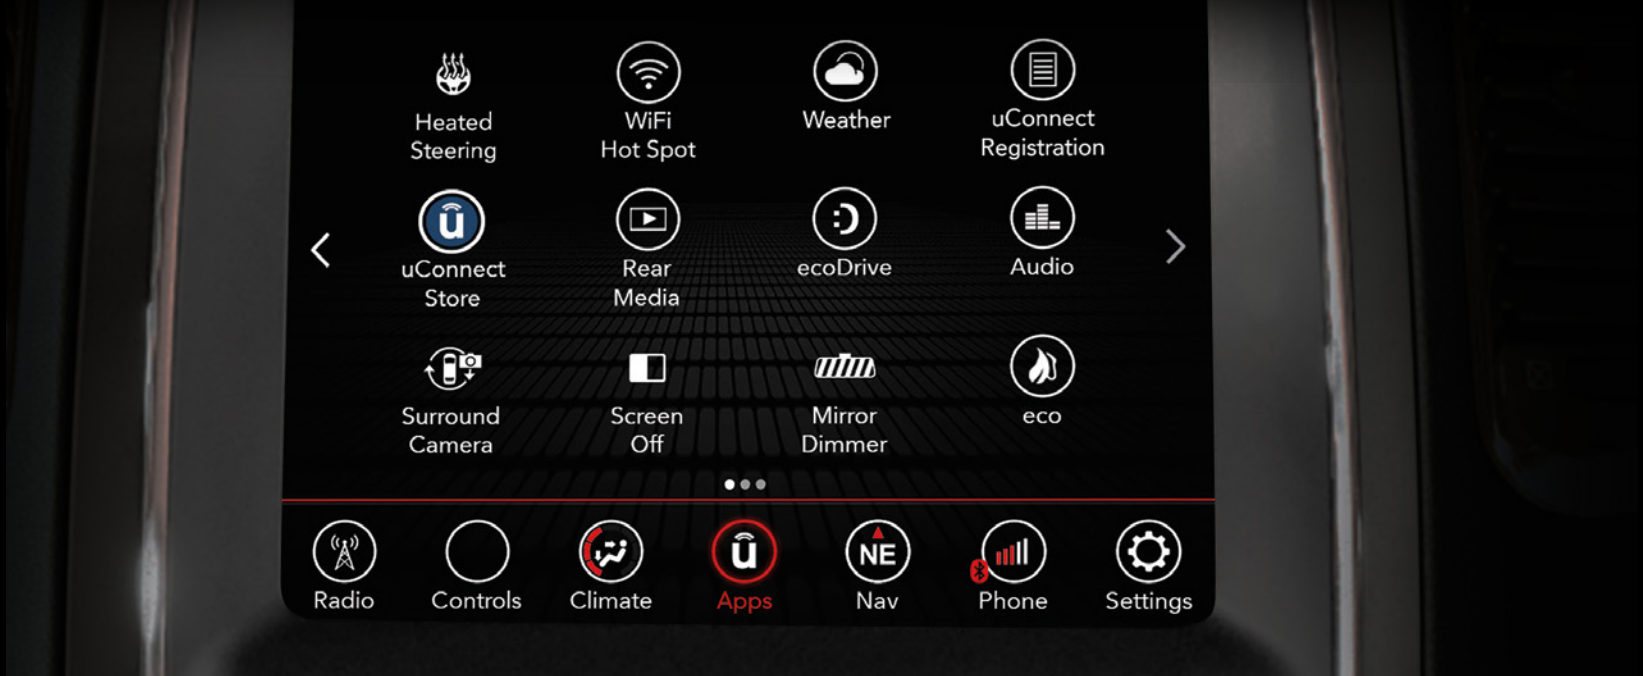 Heated
Steering
WiFi
Hot Spot
Weather
uConnect
Registration
û
uConnect
Store
Rear
Media
ecoDrive
Audio
Surround
Camera
Screen
Off
Mirror
Dimmer
eco
Radio
Controls
Climate
û
Apps
NE
Nav
Phone
Settings